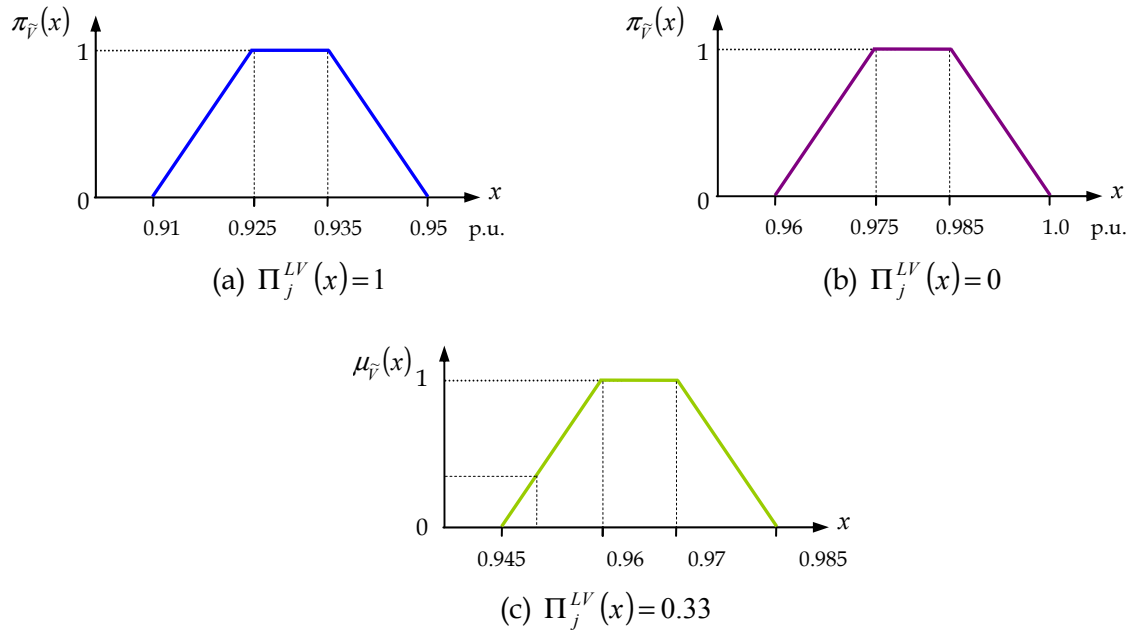 π_Ṽ(x)
1
0
0.91 0.925 0.935 0.95 p.u.
x
(a) Π_j^{LV}(x)=1
π_Ṽ(x)
1
0
0.96 0.975 0.985 1.0 p.u.
x
(b) Π_j^{LV}(x)=0
μ_Ṽ(x)
1
0
0.945 0.96 0.97 0.985
x
(c) Π_j^{LV}(x)=0.33